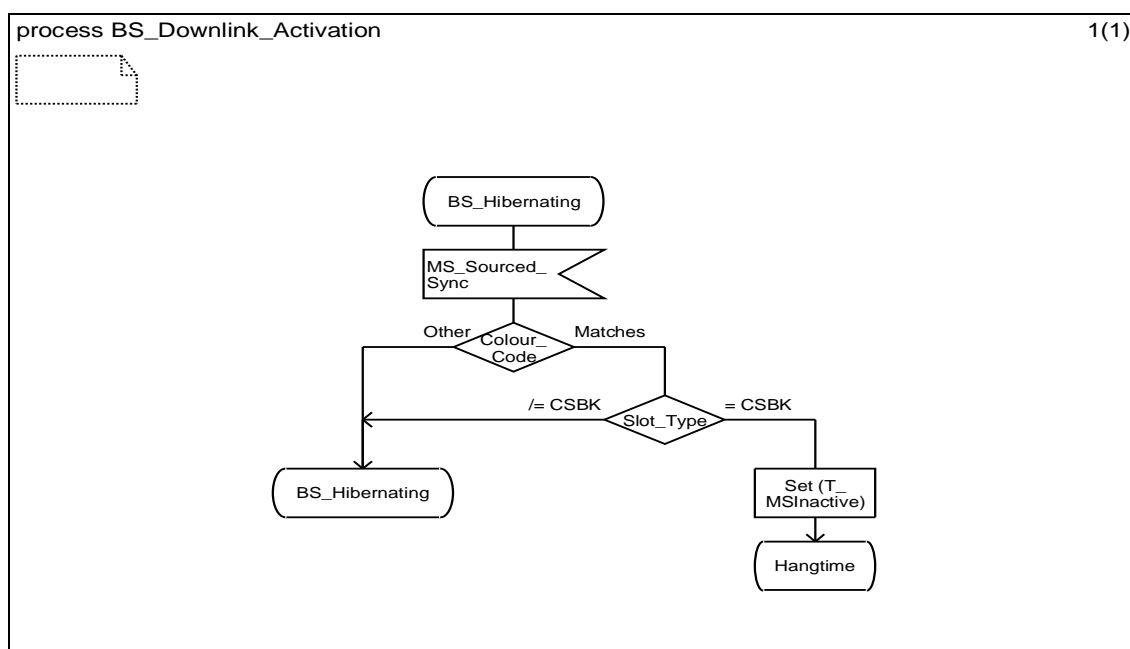 process BS_Downlink_Activation
1(1)
BS_Hibernating
MS_Sourced_
Sync
Other
Colour_
Code
Matches
/= CSBK
Slot_Type
= CSBK
BS_Hibernating
Set (T_
MSInactive)
Hangtime